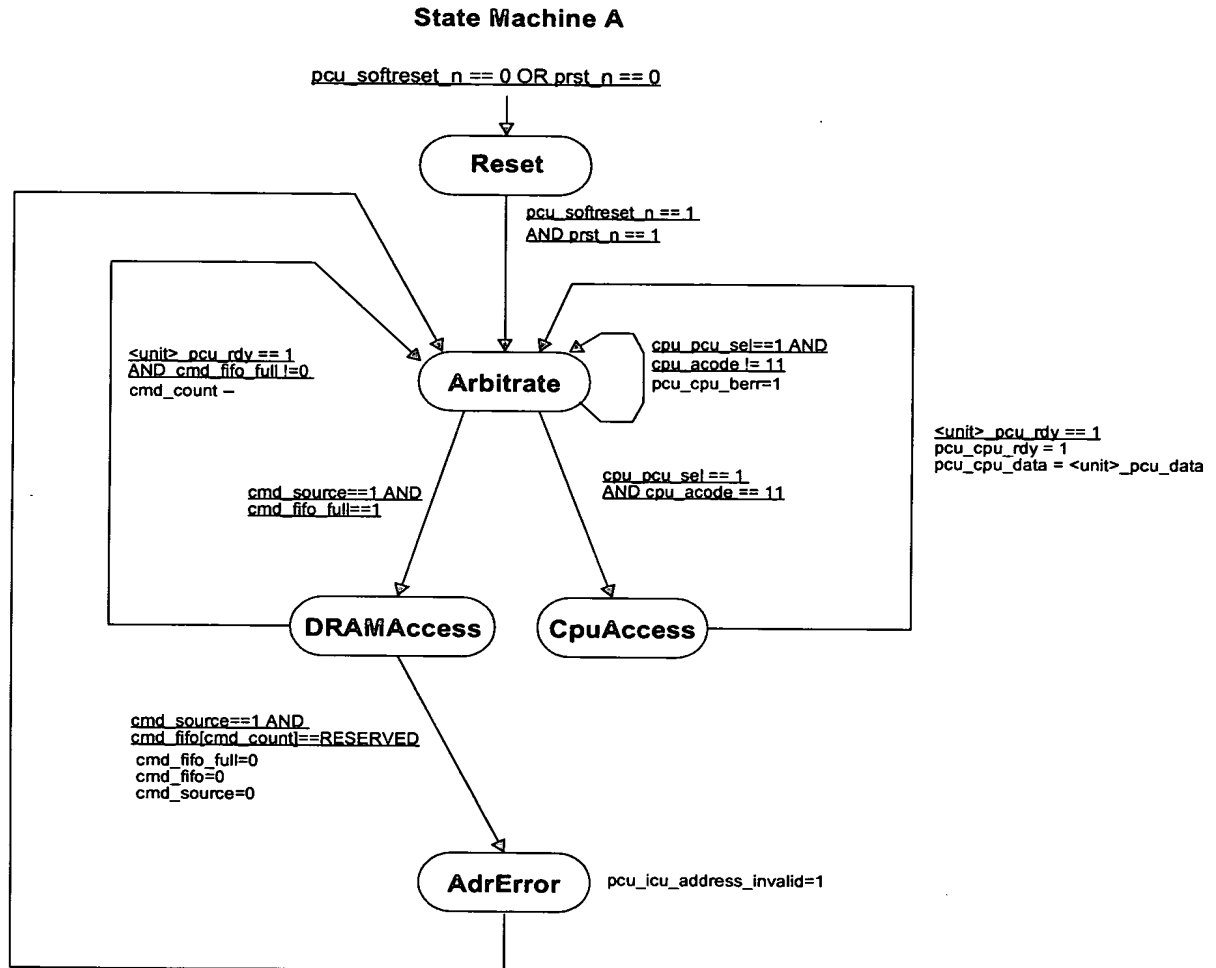 State Machine A
pcu_softreset_n == 0 OR prst_n == 0
Reset
pcu_softreset_n == 1
AND prst_n == 1
<unit>_pcu_rdy == 1
AND cmd_fifo_full !=0
cmd_count –
Arbitrate
cpu_pcu_sel==1 AND
cpu_acode != 11
pcu_cpu_berr=1
<unit>_pcu_rdy == 1
pcu_cpu_rdy = 1
pcu_cpu_data = <unit>_pcu_data
cmd_source==1 AND
cmd_fifo_full==1
cpu_pcu_sel == 1
AND cpu_acode == 11
DRAMAccess
CpuAccess
cmd_source==1 AND
cmd_fifo[cmd_count]==RESERVED
cmd_fifo_full=0
cmd_fifo=0
cmd_source=0
AdrError
pcu_icu_address_invalid=1